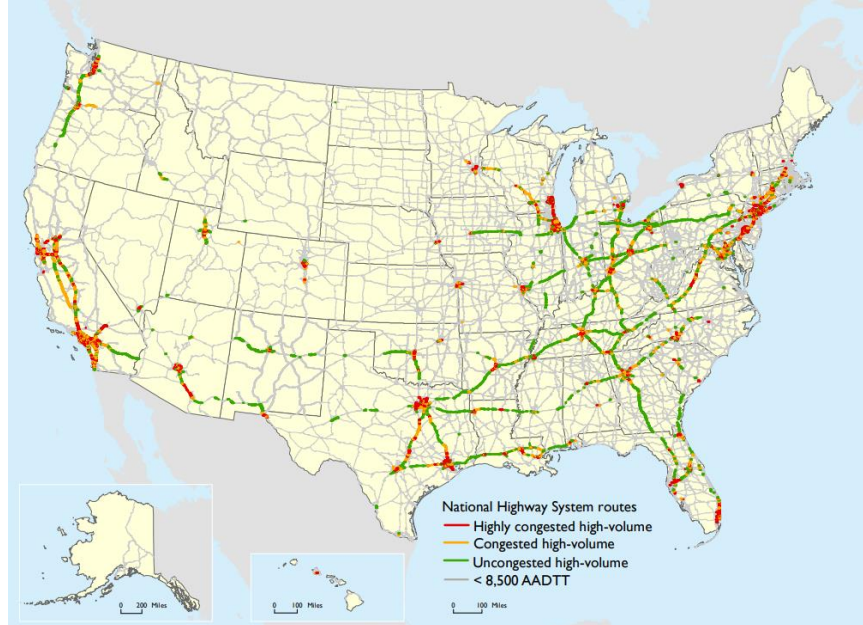 National Highway System routes
Highly congested high-volume
Congested high-volume
Uncongested high-volume
< 8,500 AADTT
0 200 Miles
0 100 Miles
0 100 Miles